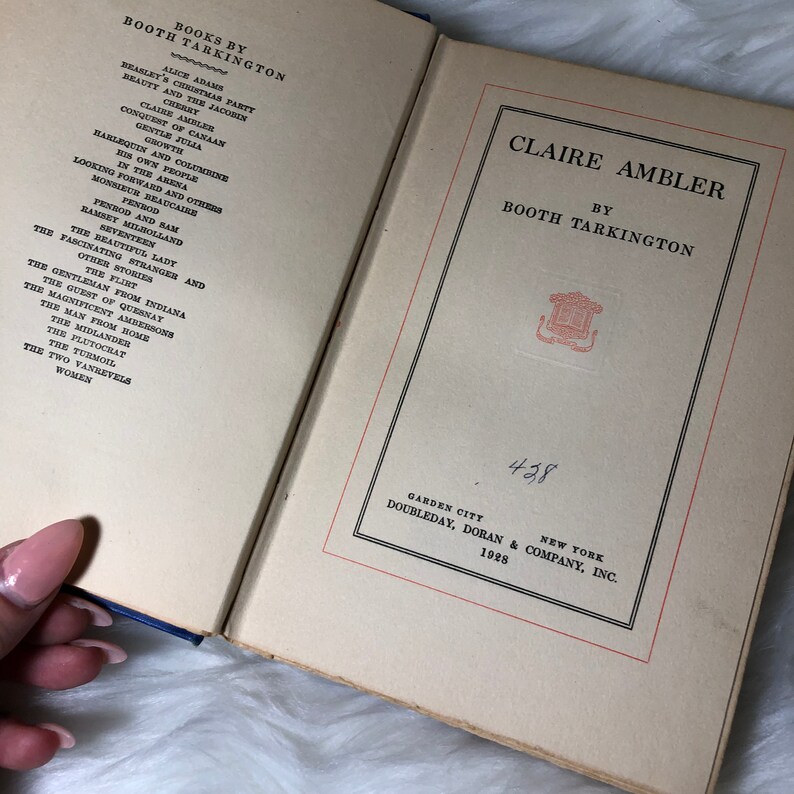 BOOKS BY
BOOTH TARKINGTON
ALICE ADAMS
BEASLEY'S CHRISTMAS PARTY
BEAUTY AND THE JACOBIN
CHERRY
CLAIRE AMBLER
CONQUEST OF CANAAN
GENTLE JULIA
GROWTH
HARLEQUIN AND COLUMBINE
HIS OWN PEOPLE
IN THE ARENA
LOOKING FORWARD AND OTHERS
MONSIEUR BEAUCAIRE
PENROD
PENROD AND SAM
RAMSEY MILHOLLAND
SEVENTEEN
THE BEAUTIFUL LADY
THE FASCINATING STRANGER AND
OTHER STORIES
THE FLIRT
THE GENTLEMAN FROM INDIANA
THE GUEST OF QUESNAY
THE MAGNIFICENT AMBERSONS
THE MAN FROM HOME
THE MIDLANDER
THE PLUTOCRAT
THE TURMOIL
THE TWO VANREVELS
WOMEN
CLAIRE AMBLER
BY
BOOTH TARKINGTON
428
GARDEN CITY NEW YORK
DOUBLEDAY, DORAN & COMPANY, INC.
1928